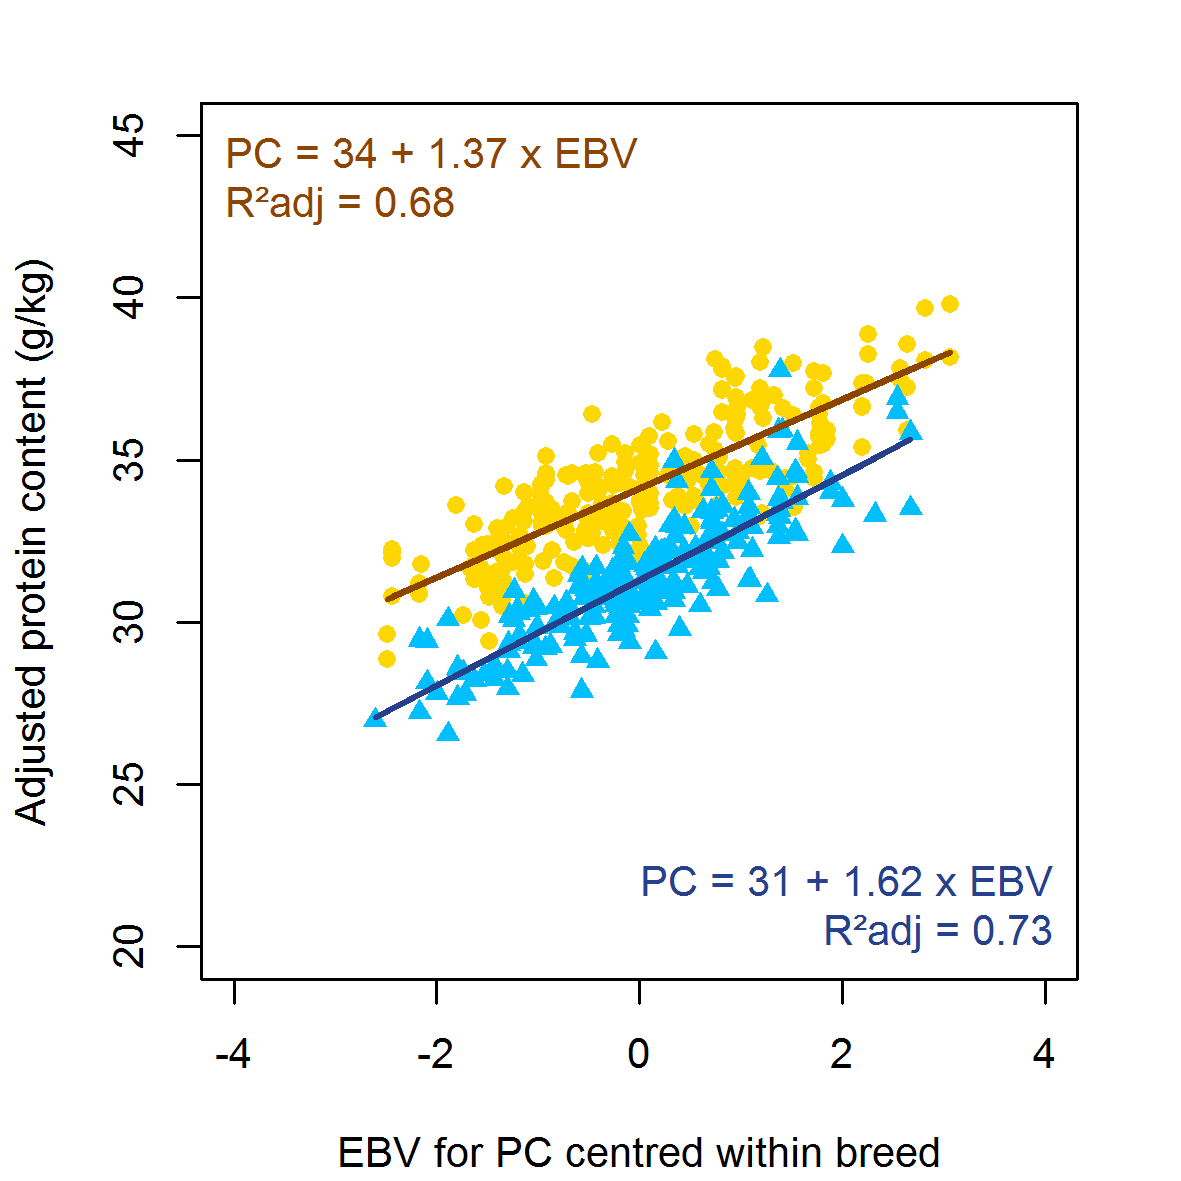 PC = 34 + 1.37 x EBV
R²adj = 0.68
Adjusted protein content (g/kg)
45
40
35
30
25
20
PC = 31 + 1.62 x EBV
R²adj = 0.73
-4 -2 0 2 4
EBV for PC centred within breed